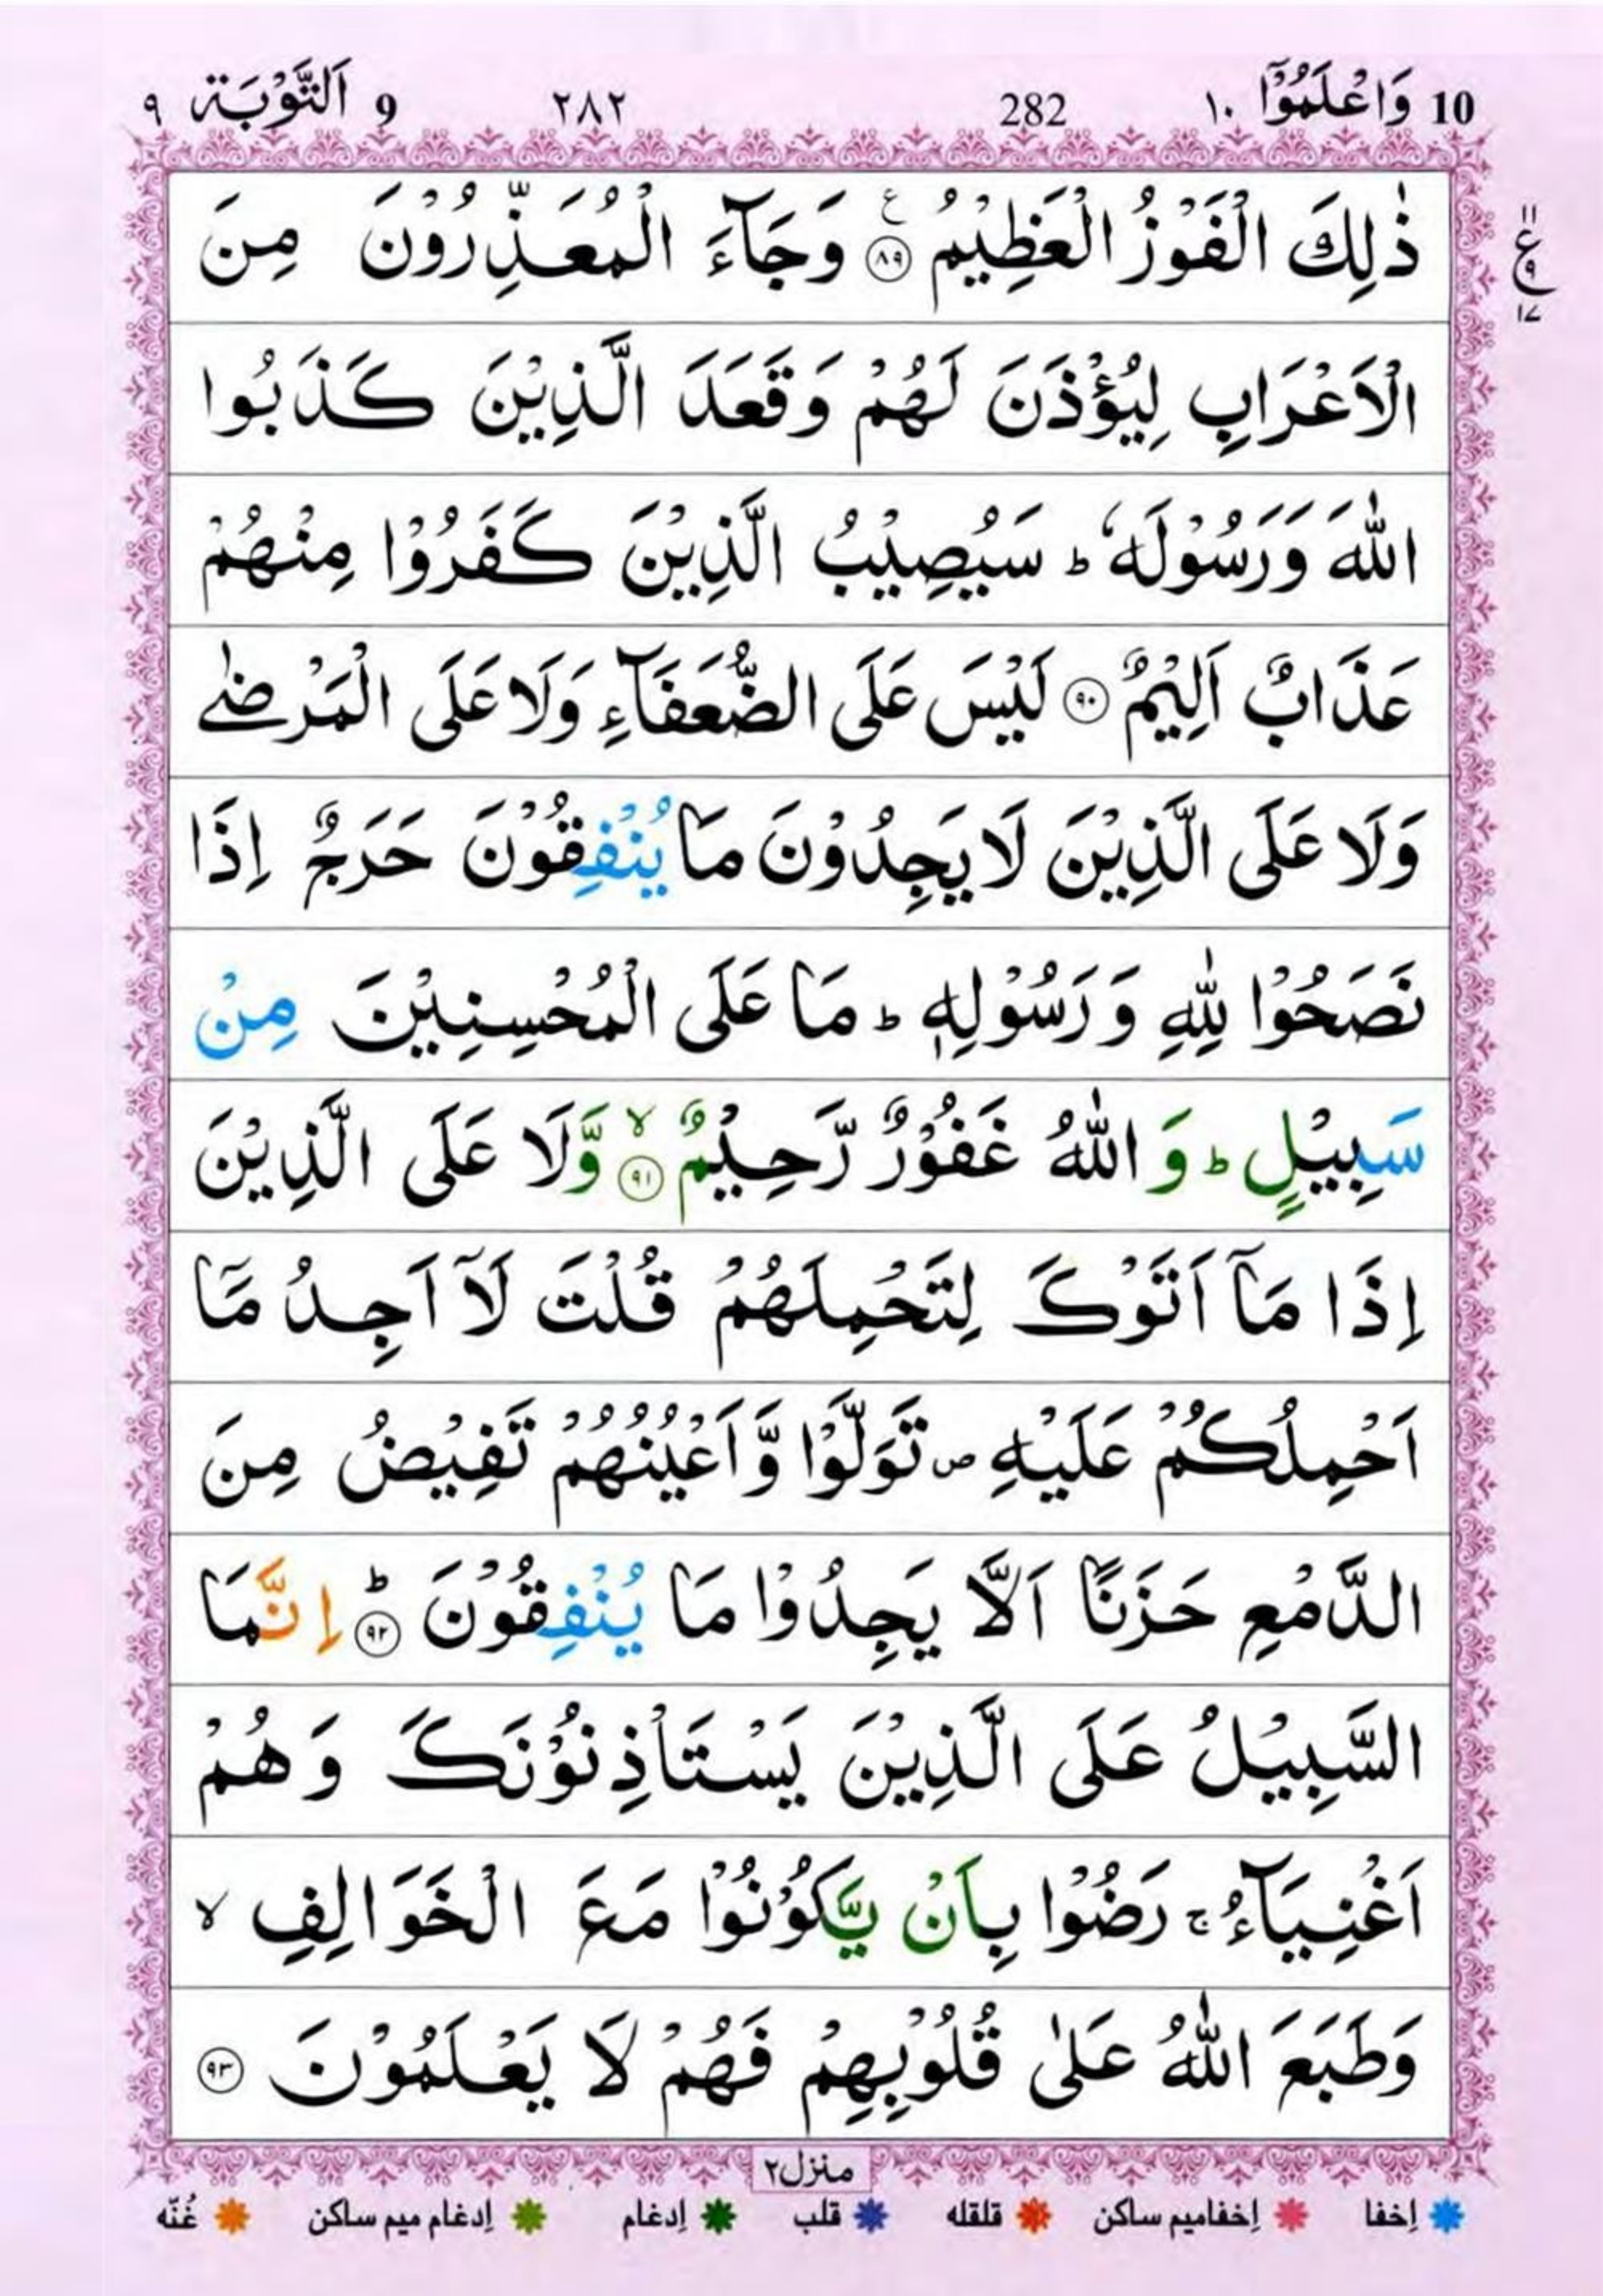 10 وَاعْلَمُوْۤا ١٠ 282 ٢٨٢ 9 اَلتَّوْبَة ٩
ذٰلِكَ الْفَوْزُ الْعَظِيْمُ ﴿٨٩﴾ ع وَجَآءَ الْمُعَذِّرُوْنَ مِنَ
الْاَعْرَابِ لِيُؤْذَنَ لَهُمْ وَقَعَدَ الَّذِيْنَ كَذَبُوا
اللّٰهَ وَرَسُوْلَهٗ ؕ سَيُصِيْبُ الَّذِيْنَ كَفَرُوْا مِنْهُمْ
عَذَابٌ اَلِيْمٌ ﴿٩٠﴾ لَيْسَ عَلَى الضُّعَفَآءِ وَلَا عَلَى الْمَرْضٰى
وَلَا عَلَى الَّذِيْنَ لَا يَجِدُوْنَ مَا يُنْفِقُوْنَ حَرَجٌ اِذَا
نَصَحُوْا لِلّٰهِ وَرَسُوْلِهٖ ؕ مَا عَلَى الْمُحْسِنِيْنَ مِنْ
سَبِيْلٍ ؕ وَ اللّٰهُ غَفُوْرٌ رَّحِيْمٌ ﴿٩١﴾ۙ وَّلَا عَلَى الَّذِيْنَ
اِذَا مَاۤ اَتَوْكَ لِتَحْمِلَهُمْ قُلْتَ لَاۤ اَجِدُ مَاۤ
اَحْمِلُكُمْ عَلَيْهِ ص تَوَلَّوْا وَّاَعْيُنُهُمْ تَفِيْضُ مِنَ
الدَّمْعِ حَزَنًا اَلَّا يَجِدُوْا مَا يُنْفِقُوْنَ ﴿٩٢﴾ؕ اِنَّمَا
السَّبِيْلُ عَلَى الَّذِيْنَ يَسْتَاْذِنُوْنَكَ وَهُمْ
اَغْنِيَآءُ ۚ رَضُوْا بِاَنْ يَّكُوْنُوْا مَعَ الْخَوَالِفِ ۙ
وَطَبَعَ اللّٰهُ عَلٰى قُلُوْبِهِمْ فَهُمْ لَا يَعْلَمُوْنَ ﴿٩٣﴾
١١
ع
٩
١٧
منزل٢
إخفا إخفاميم ساكن قلقله قلب إدغام إدغام ميم ساكن غُنّه